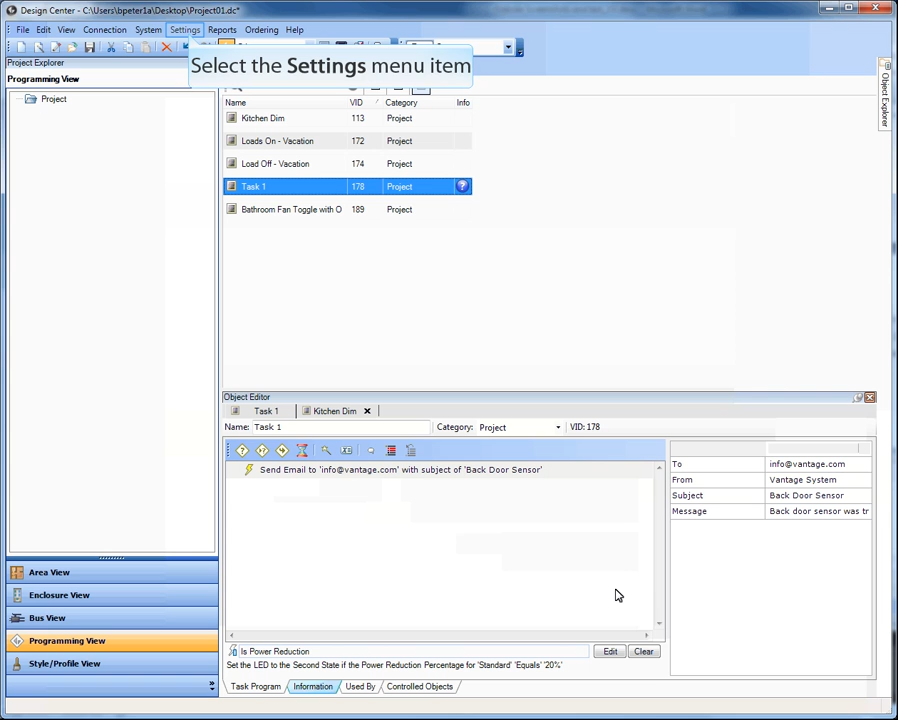 Design Center - C:\Users\bpeter1a\Desktop\Project01.dc*
File Edit View Connection System Settings Reports Ordering Help
Select the Settings menu item
Project Explorer
Programming View
Project
Object Explorer
Name VID Category Info
Kitchen Dim 113 Project
Loads On - Vacation 172 Project
Load Off - Vacation 174 Project
Task 1 178 Project
Bathroom Fan Toggle with O 189 Project
Object Editor
Task 1 Kitchen Dim
Name: Task 1 Category: Project VID: 178
Send Email to 'info@vantage.com' with subject of 'Back Door Sensor'
To info@vantage.com
From Vantage System
Subject Back Door Sensor
Message Back door sensor was tr
Area View
Enclosure View
Bus View
Programming View
Style/Profile View
Is Power Reduction Edit Clear
Set the LED to the Second State if the Power Reduction Percentage for 'Standard' 'Equals' '20%'
Task Program Information Used By Controlled Objects